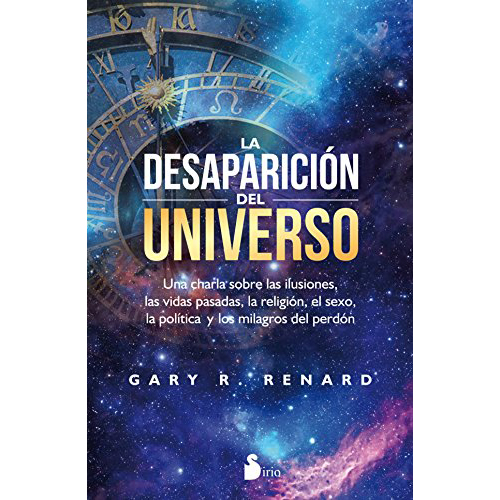 LA
DESAPARICIÓN
DEL
UNIVERSO
Una charla sobre las ilusiones,
las vidas pasadas, la religión, el sexo,
la política y los milagros del perdón
GARY R. RENARD
Sirio